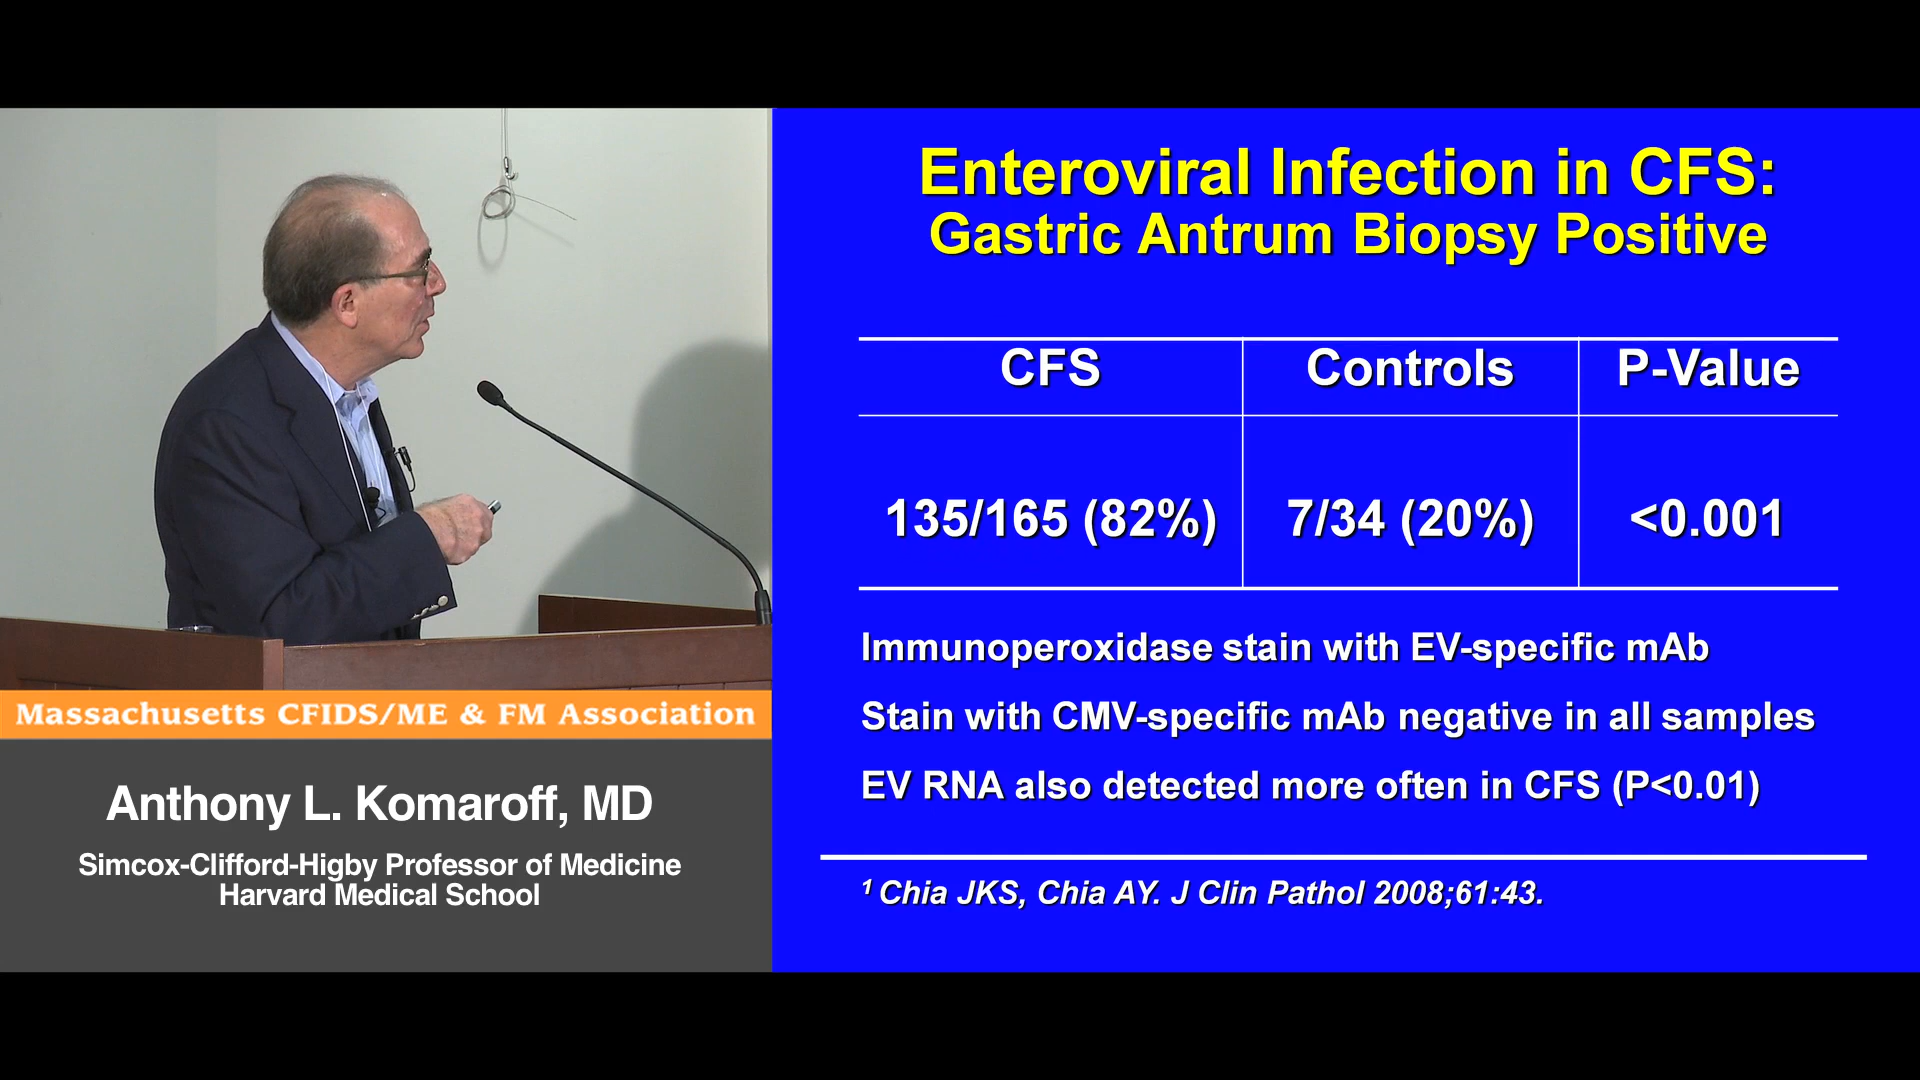 Enteroviral Infection in CFS:
Gastric Antrum Biopsy Positive
CFS Controls P-Value
135/165 (82%) 7/34 (20%) <0.001
Immunoperoxidase stain with EV-specific mAb
Stain with CMV-specific mAb negative in all samples
EV RNA also detected more often in CFS (P<0.01)
¹ Chia JKS, Chia AY. J Clin Pathol 2008;61:43.
Massachusetts CFIDS/ME & FM Association
Anthony L. Komaroff, MD
Simcox-Clifford-Higby Professor of Medicine
Harvard Medical School